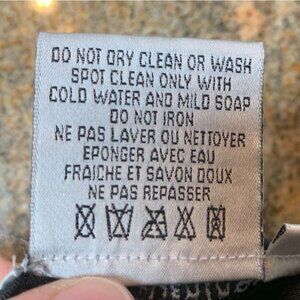 DO NOT DRY CLEAN OR WASH
SPOT CLEAN ONLY WITH
COLD WATER AND MILD SOAP
DO NOT IRON
NE PAS LAVER OU NETTOYER
EPONGER AVEC EAU
FRAICHE ET SAVON DOUX
NE PAS REPASSER